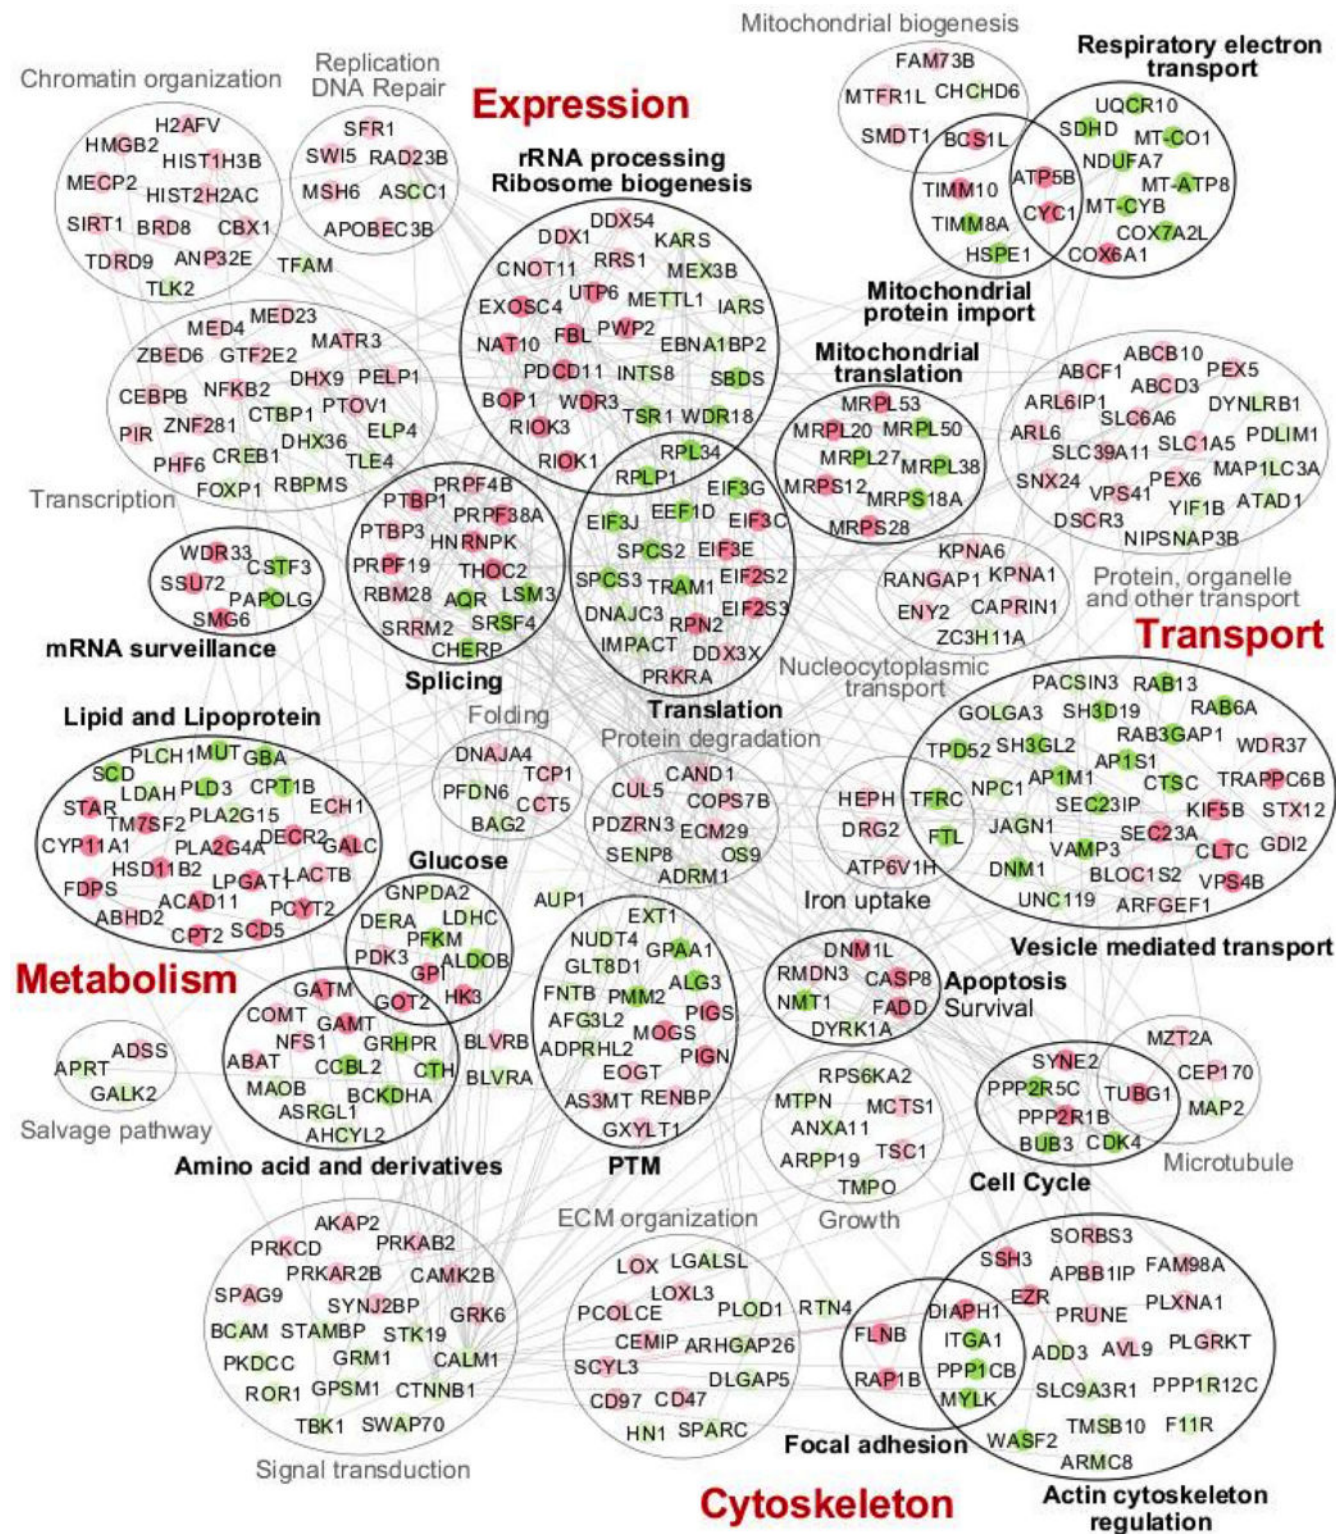 Mitochondrial biogenesis
FAM73B
MTFR1L
CHCHD6
SMDT1
BCS1L
Respiratory electron
transport
UQCR10
SDHD
MT-CO1
NDUFA7
ATP5B
MT-ATP8
CYC1
MT-CYB
COX7A2L
COX6A1
TIMM10
TIMM8A
HSPE1
Mitochondrial
protein import
Chromatin organization
H2AFV
HMGB2
HIST1H3B
MECP2
HIST2H2AC
SIRT1
BRD8
CBX1
TDRD9
ANP32E
TLK2
TFAM
Replication
DNA Repair
SFR1
SWI5
RAD23B
MSH6
ASCC1
APOBEC3B
Expression
rRNA processing
Ribosome biogenesis
DDX54
DDX1
KARS
CNOT11
RRS1
MEX3B
UTP6
METTL1
IARS
EXOSC4
FBL
PWP2
NAT10
EBNA1BP2
PDCD11
INTS8
SBDS
BOP1
WDR3
TSR1
WDR18
RIOK3
RIOK1
RPL34
RPLP1
Mitochondrial
translation
MRPL53
MRPL20
MRPL50
MRPL27
MRPL38
MRPS12
MRPS18A
MRPS28
ABCB10
ABCF1
PEX5
ABCD3
ARL6IP1
DYNLRB1
SLC6A6
ARL6
SLC1A5
PDLIM1
SLC39A11
MAP1LC3A
SNX24
PEX6
VPS41
ATAD1
YIF1B
DSCR3
NIPSNAP3B
Protein, organelle
and other transport
MED23
MED4
MATR3
ZBED6
GTF2E2
DHX9
PELP1
CEBPB
NFKB2
PTOV1
CTBP1
PIR
ZNF281
ELP4
DHX36
CREB1
TLE4
PHF6
FOXP1
RBPMS
Transcription
PRPF4B
PTBP1
PRPF38A
PTBP3
HNRNPK
PRPF19
THOC2
RBM28
AQR
LSM3
SRRM2
SRSF4
CHERP
Splicing
WDR33
CSTF3
SSU72
PAPOLG
SMG6
mRNA surveillance
EIF3G
EIF3J
EEF1D
EIF3C
SPCS2
EIF3E
SPCS3
TRAM1
EIF2S2
DNAJC3
RPN2
EIF2S3
IMPACT
DDX3X
PRKRA
Translation
KPNA6
RANGAP1
KPNA1
ENY2
CAPRIN1
ZC3H11A
Nucleocytoplasmic
transport
Transport
PACSIN3
RAB13
GOLGA3
SH3D19
RAB6A
TPD52
SH3GL2
RAB3GAP1
WDR37
AP1S1
NPC1
AP1M1
CTSC
TRAPPC6B
SEC23IP
KIF5B
STX12
JAGN1
SEC23A
VAMP3
CLTC
GDI2
DNM1
BLOC1S2
VPS4B
UNC119
ARFGEF1
Vesicle mediated transport
HEPH
TFRC
DRG2
FTL
ATP6V1H
Iron uptake
Lipid and Lipoprotein
PLCH1
MUT
GBA
SCD
LDAH
PLD3
CPT1B
STAR
PLA2G15
ECH1
TM7SF2
DECR2
CYP11A1
PLA2G4A
GALC
HSD11B2
LPGAT1
LACTB
FDPS
ACAD11
PCYT2
ABHD2
CPT2
SCD5
Metabolism
Folding
DNAJA4
TCP1
PFDN6
CCT5
BAG2
Protein degradation
CAND1
CUL5
COPS7B
PDZRN3
ECM29
SENP8
OS9
ADRM1
Glucose
GNPDA2
DERA
LDHC
PFKM
PDK3
ALDOB
GPI
GOT2
HK3
AUP1
GATM
COMT
GAMT
NFS1
GRHPR
ABAT
CCBL2
CTH
MAOB
BCKDHA
ASRGL1
AHCYL2
Amino acid and derivatives
BLVRB
BLVRA
ADSS
APRT
GALK2
Salvage pathway
EXT1
NUDT4
GPAA1
GLT8D1
ALG3
FNTB
PMM2
PIGS
AFG3L2
MOGS
ADPRHL2
PIGN
EOGT
AS3MT
RENBP
GXYLT1
PTM
DNM1L
RMDN3
CASP8
NMT1
FADD
DYRK1A
Apoptosis
Survival
RPS6KA2
MTPN
MCTS1
ANXA11
TSC1
ARPP19
TMPO
Growth
SYNE2
PPP2R5C
TUBG1
PPP2R1B
BUB3
CDK4
Cell Cycle
MZT2A
CEP170
MAP2
Microtubule
AKAP2
PRKCD
PRKAB2
PRKAR2B
CAMK2B
SPAG9
SYNJ2BP
GRK6
BCAM
STAMBP
STK19
PKDCC
GRM1
CALM1
ROR1
GPSM1
CTNNB1
TBK1
SWAP70
Signal transduction
ECM organization
LOX
LGALSL
LOXL3
PCOLCE
PLOD1
CEMIP
ARHGAP26
SCYL3
DLGAP5
CD97
CD47
HN1
SPARC
RTN4
FLNB
DIAPH1
ITGA1
RAP1B
PPP1CB
MYLK
Focal adhesion
SORBS3
SSH3
APBB1IP
FAM98A
EZR
PRUNE
PLXNA1
ADD3
AVL9
PLGRKT
SLC9A3R1
PPP1R12C
TMSB10
F11R
WASF2
ARMC8
Actin cytoskeleton
regulation
Cytoskeleton